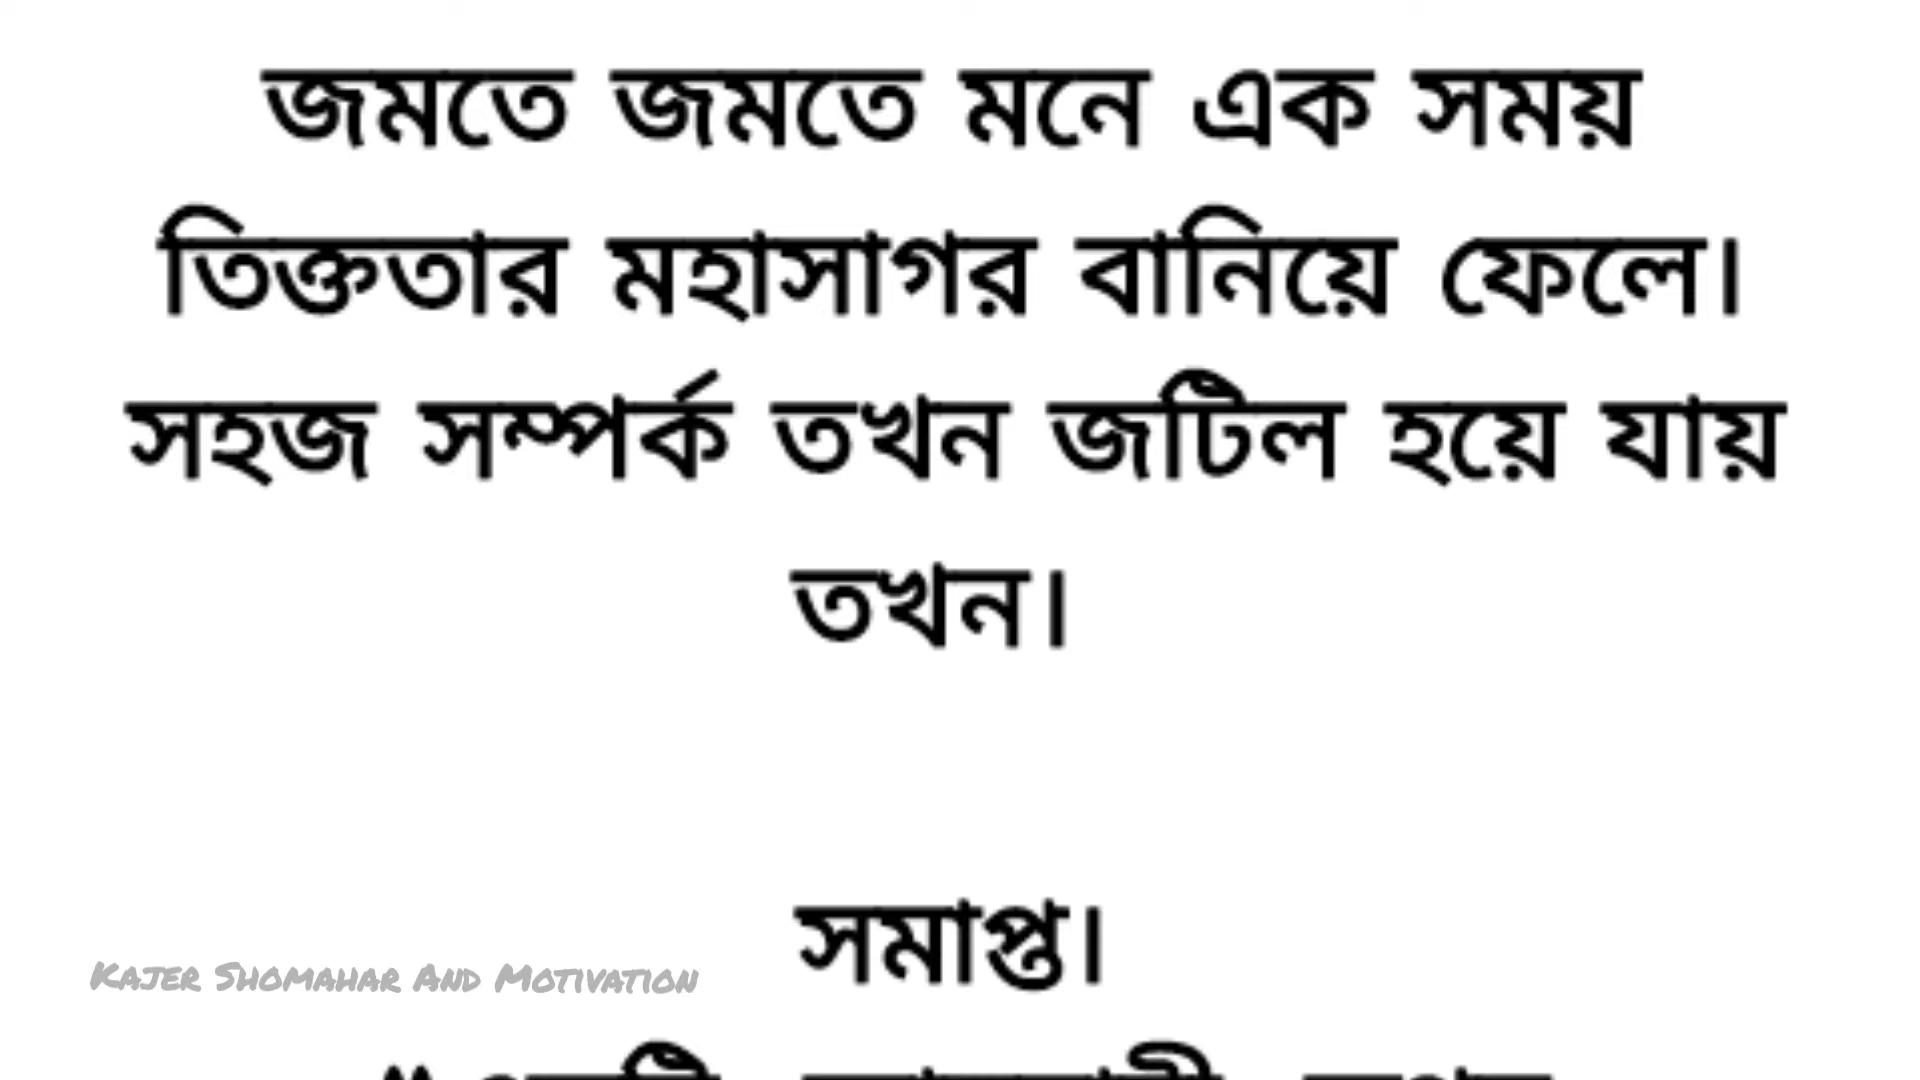 জমতে জমতে মনে এক সময়
তিক্ততার মহাসাগর বানিয়ে ফেলে।
সহজ সম্পর্ক তখন জটিল হয়ে যায়
তখন।
সমাপ্ত।
Kajer Shomahar And Motivation